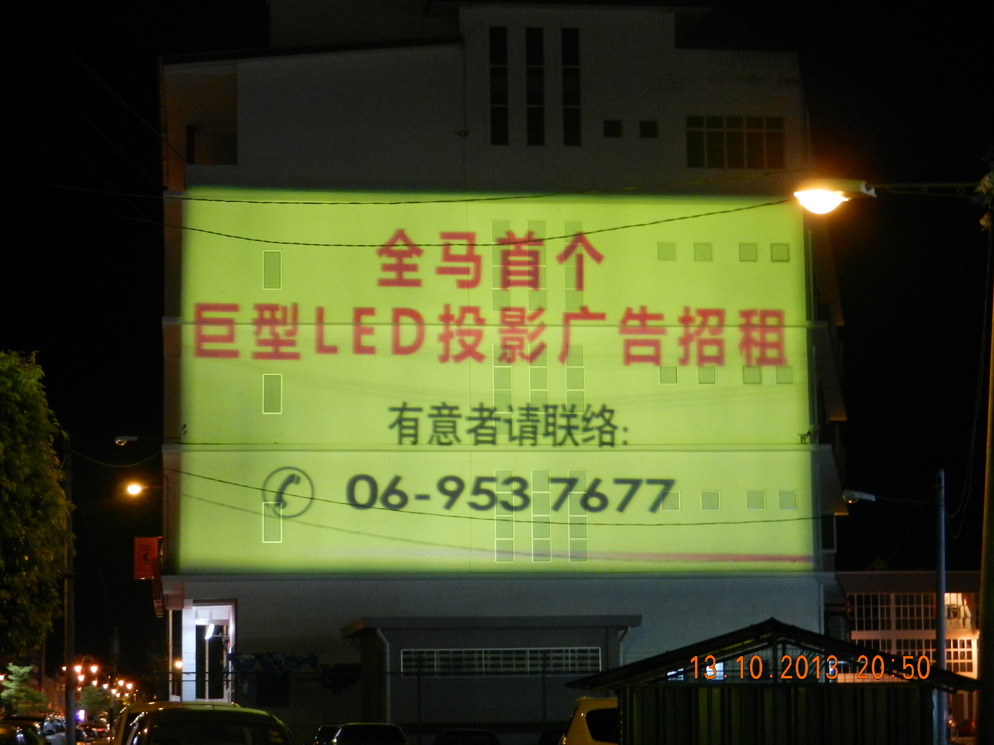 全马首个
巨型LED投影广告招租
有意者请联络:
06-953 7677
13 10.2013 20:50